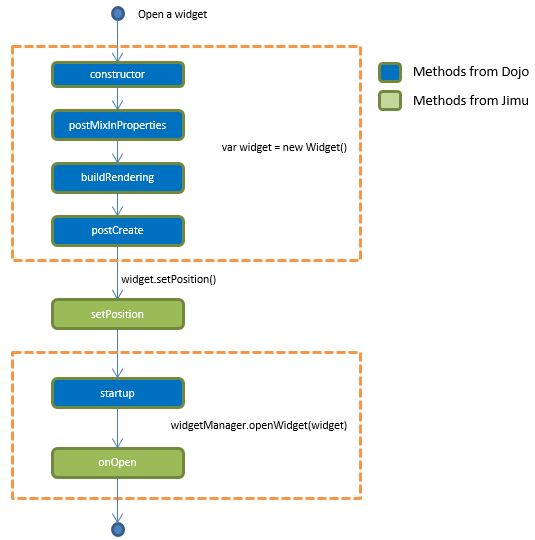 Open a widget
constructor
Methods from Dojo
Methods from Jimu
postMixInProperties
var widget = new Widget()
buildRendering
postCreate
widget.setPosition()
setPosition
startup
widgetManager.openWidget(widget)
onOpen